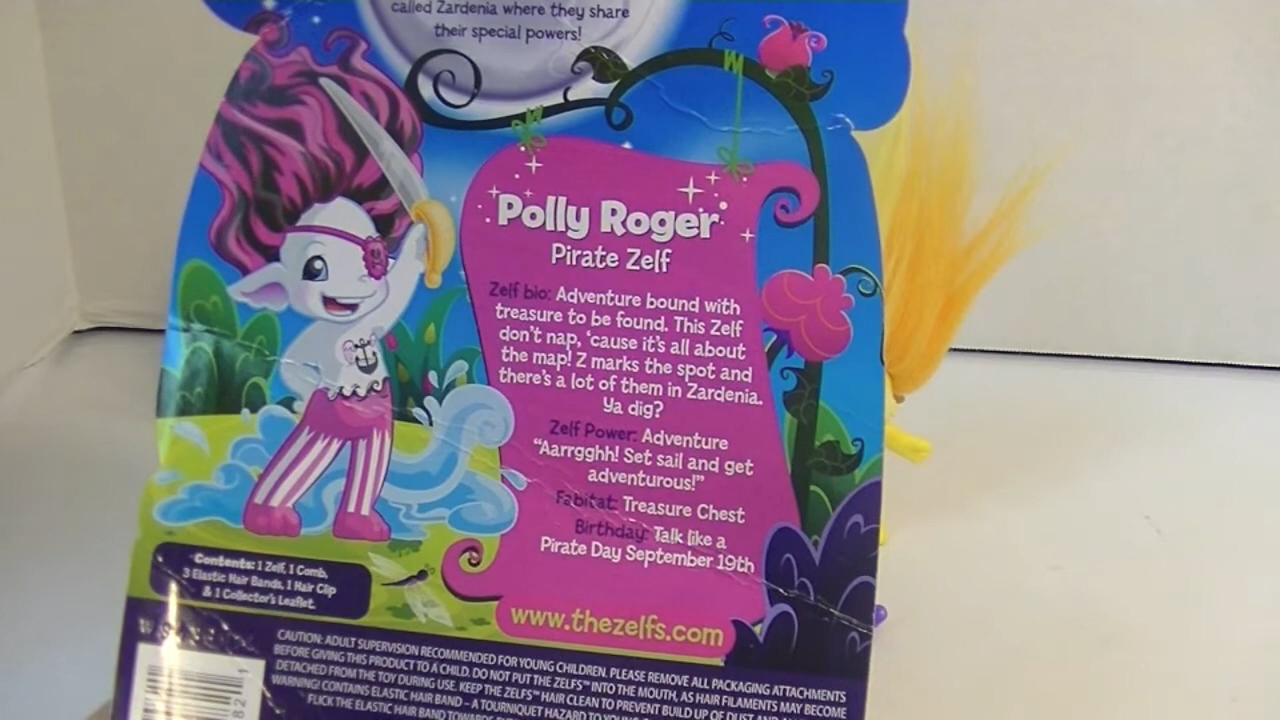 called Zardenia where they share
their special powers!
Polly Roger
Pirate Zelf
Zelf bio: Adventure bound with
treasure to be found. This Zelf
don't nap, 'cause it's all about
the map! Z marks the spot and
there's a lot of them in Zardenia.
Ya dig?
Zelf Power: Adventure
"Aarrgghh! Set sail and get
adventurous!"
Fabitat: Treasure Chest
Birthday: Talk like a
Pirate Day September 19th
www.thezelfs.com
Contents: 1 Zelf, 1 Comb,
3 Elastic Hair Bands, 1 Hair Clip
& 1 Collector's Leaflet.
CAUTION: ADULT SUPERVISION RECOMMENDED FOR YOUNG CHILDREN. PLEASE REMOVE ALL PACKAGING ATTACHMENTS
BEFORE GIVING THIS PRODUCT TO A CHILD. DO NOT PUT THE ZELFS™ INTO THE MOUTH, AS HAIR FILAMENTS MAY BECOME
DETACHED FROM THE TOY DURING USE. KEEP THE ZELFS™ HAIR CLEAN TO PREVENT BUILD UP OF DUST AND
WARNING! CONTAINS ELASTIC HAIR BAND – A TOURNIQUET HAZARD TO
FLICK THE ELASTIC HAIR BAND TOWARDS